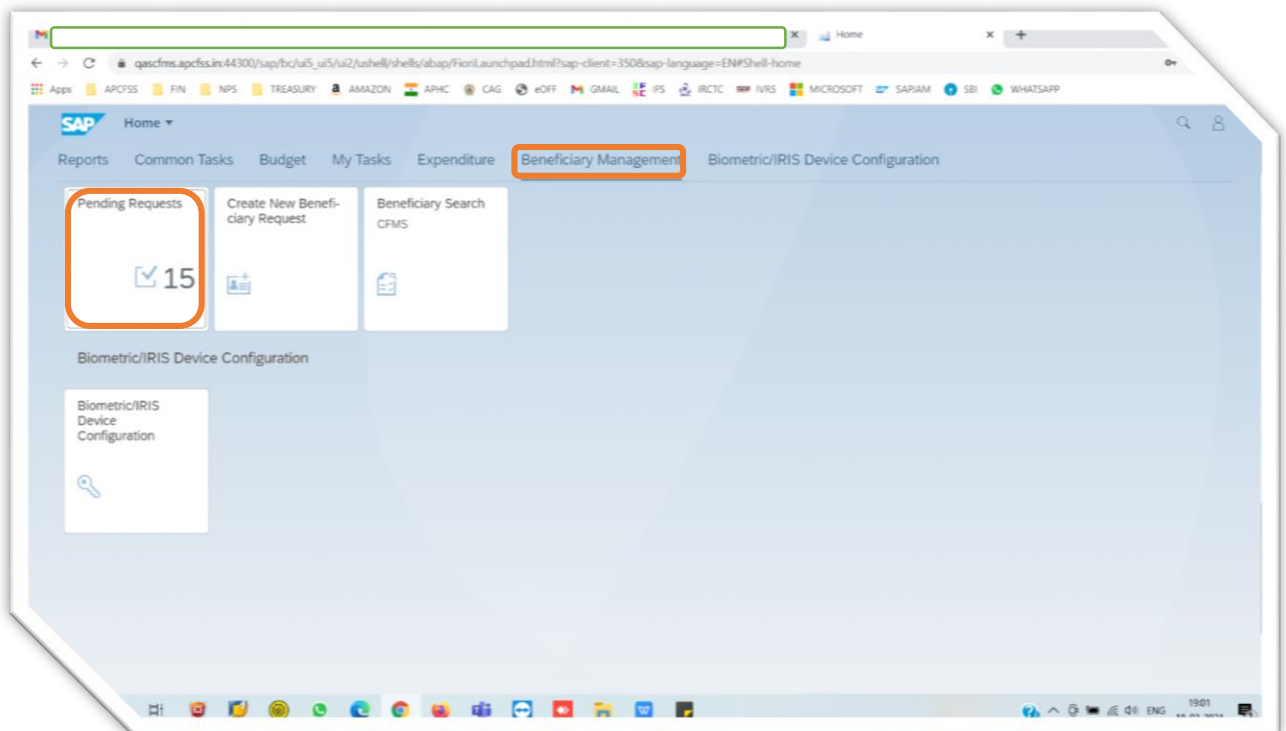 Home
qascfms.apcfss.in:44300/sap/bc/ui5_ui5/ui2/ushell/shells/abap/FioriLaunchpad.html?sap-client=350&sap-language=EN#Shell-home
Apps APCFSS FIN NPS TREASURY AMAZON APHC CAG eOFF GMAIL IFS IRCTC IVRS MICROSOFT SAPJAM SBI WHATSAPP
SAP Home
Reports Common Tasks Budget My Tasks Expenditure Beneficiary Management Biometric/IRIS Device Configuration
Pending Requests
15
Create New Benefi-
ciary Request
Beneficiary Search
CFMS
Biometric/IRIS Device Configuration
Biometric/IRIS
Device
Configuration
ENG 19:01